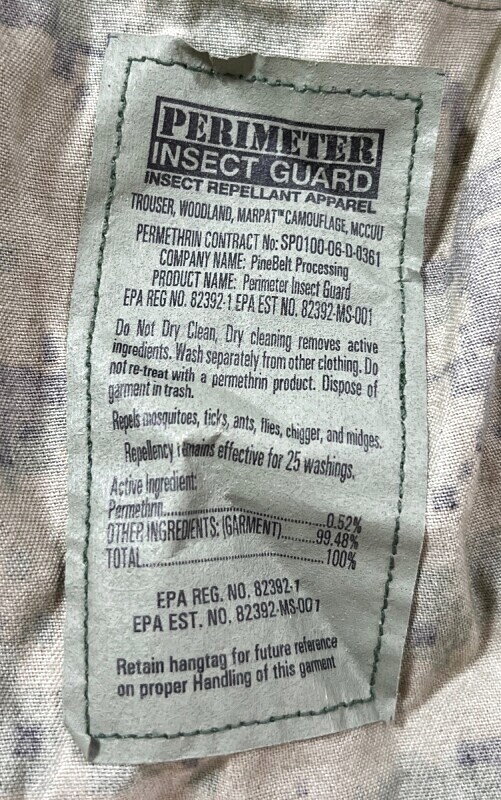 PERIMETER
INSECT GUARD
INSECT REPELLANT APPAREL
TROUSER, WOODLAND, MARPAT™ CAMOUFLAGE, MCCUU
PERMETHRIN CONTRACT No: SPO100-06-D-0361
COMPANY NAME: PineBelt Processing
PRODUCT NAME: Perimeter Insect Guard
EPA REG NO. 82392-1 EPA EST NO. 82392-MS-001
Do Not Dry Clean, Dry cleaning removes active
ingredients. Wash separately from other clothing. Do
not re-treat with a permethrin product. Dispose of
garment in trash.
Repels mosquitoes, ticks, ants, flies, chigger, and midges.
Repellency remains effective for 25 washings.
Active Ingredient:
Permethrin..............................0.52%
OTHER INGREDIENTS: (GARMENT).......99.48%
TOTAL...................................100%
EPA REG. NO. 82392-1
EPA EST. NO. 82392-MS-001
Retain hangtag for future reference
on proper Handling of this garment